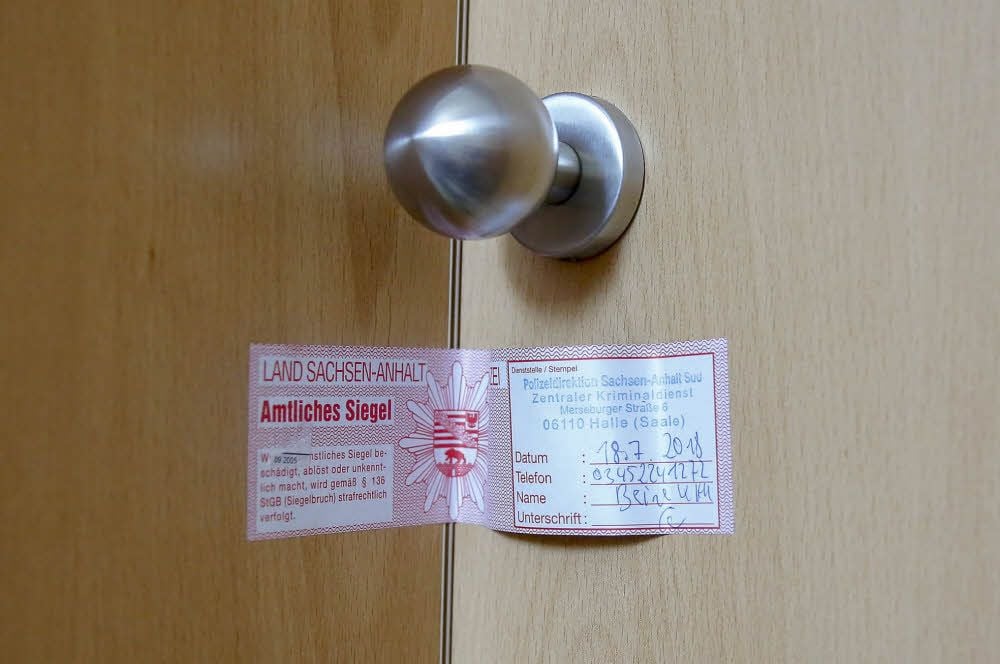 LAND SACHSEN-ANHALT
Amtliches Siegel
09.2005
stliches Siegel be-
schädigt, ablöst oder unkennt-
lich macht, wird gemäß § 136
StGB (Siegelbruch) strafrechtlich
verfolgt.
EI
Dienststelle / Stempel
Polizeidirektion Sachsen-Anhalt Süd
Zentraler Kriminaldienst
Merseburger Straße 6
06110 Halle (Saale)
Datum : 18.7.2018
Telefon : 03452241272
Name :
Unterschrift :